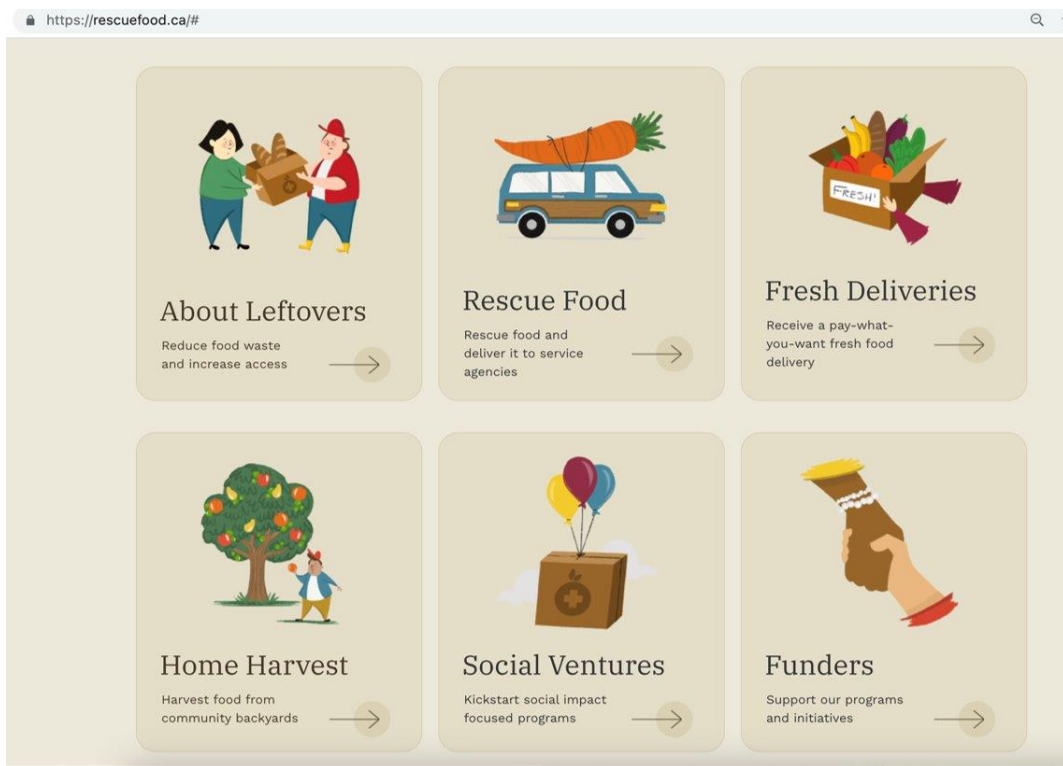 https://rescuefood.ca/#
FRESH'
About Leftovers
Reduce food waste
and increase access
Rescue Food
Rescue food and
deliver it to service
agencies
Fresh Deliveries
Receive a pay-what-
you-want fresh food
delivery
Home Harvest
Harvest food from
community backyards
Social Ventures
Kickstart social impact
focused programs
Funders
Support our programs
and initiatives